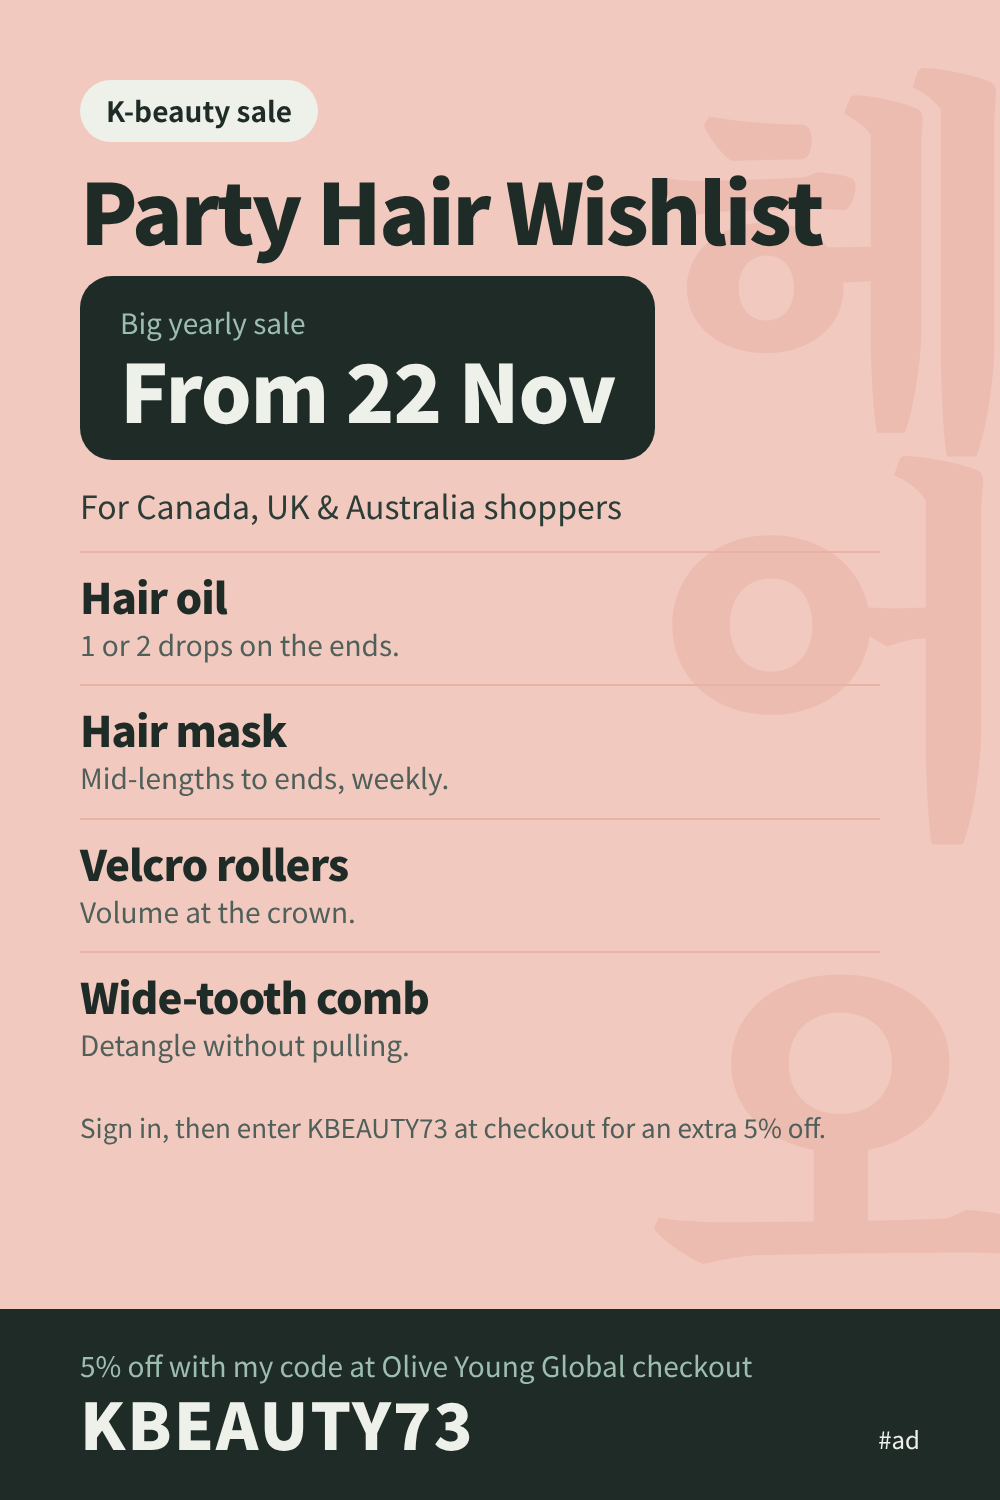 K-beauty sale
Party Hair Wishlist
Big yearly sale
From 22 Nov
For Canada, UK & Australia shoppers
Hair oil
1 or 2 drops on the ends.
Hair mask
Mid-lengths to ends, weekly.
Velcro rollers
Volume at the crown.
Wide-tooth comb
Detangle without pulling.
Sign in, then enter KBEAUTY73 at checkout for an extra 5% off.
5% off with my code at Olive Young Global checkout
KBEAUTY73
#ad
헤
어
오